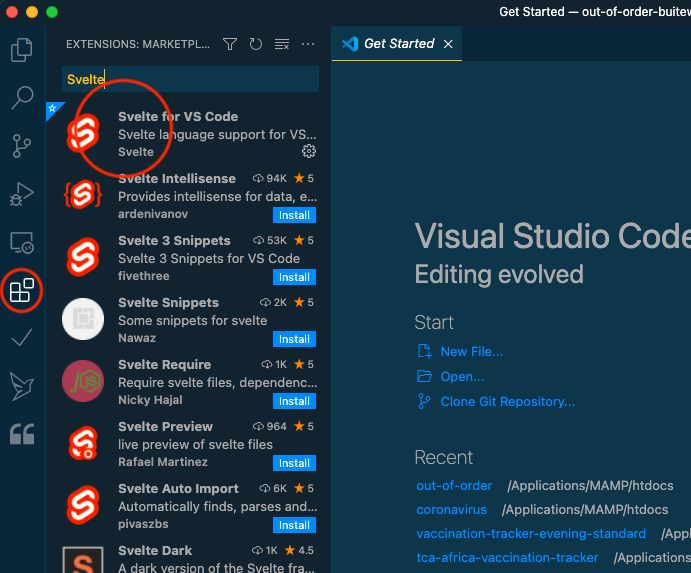 Get Started — out-of-order-buitew
EXTENSIONS: MARKETPL...
Get Started
Svelte
Svelte for VS Code
Svelte language support for VS...
Svelte
Svelte Intellisense 94K 5
Provides intellisense for data, e...
ardenivanov Install
Svelte 3 Snippets 53K 5
Svelte 3 Snippets for VS Code
fivethree Install
Svelte Snippets 2K 5
Some snippets for svelte
Nawaz Install
Svelte Require 1K 5
Require svelte files, dependenc...
Nicky Hajal Install
Svelte Preview 964 5
live preview of svelte files
Rafael Martinez Install
Svelte Auto Import 6K 5
Automatically finds, parses and...
pivaszbs Install
Svelte Dark 1K 4.5
A dark version of the Svelte fra...
Visual Studio Code
Editing evolved
Start
New File...
Open...
Clone Git Repository...
Recent
out-of-order /Applications/MAMP/htdocs
coronavirus /Applications/MAMP/htdocs
vaccination-tracker-evening-standard /App
tca-africa-vaccination-tracker /Applications